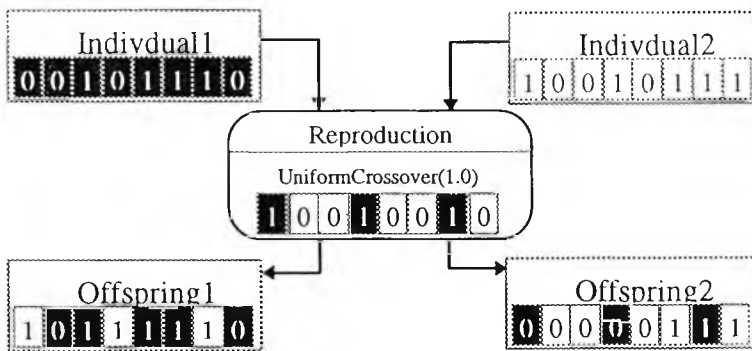 Indivdual1
0 0 1 0 1 1 1 0
Indivdual2
1 0 0 1 0 1 1 1
Reproduction
UniformCrossover(1.0)
1 0 0 1 0 0 1 0
Offspring1
1 0 1 1 1 1 1 0
Offspring2
0 0 0 0 0 1 1 1